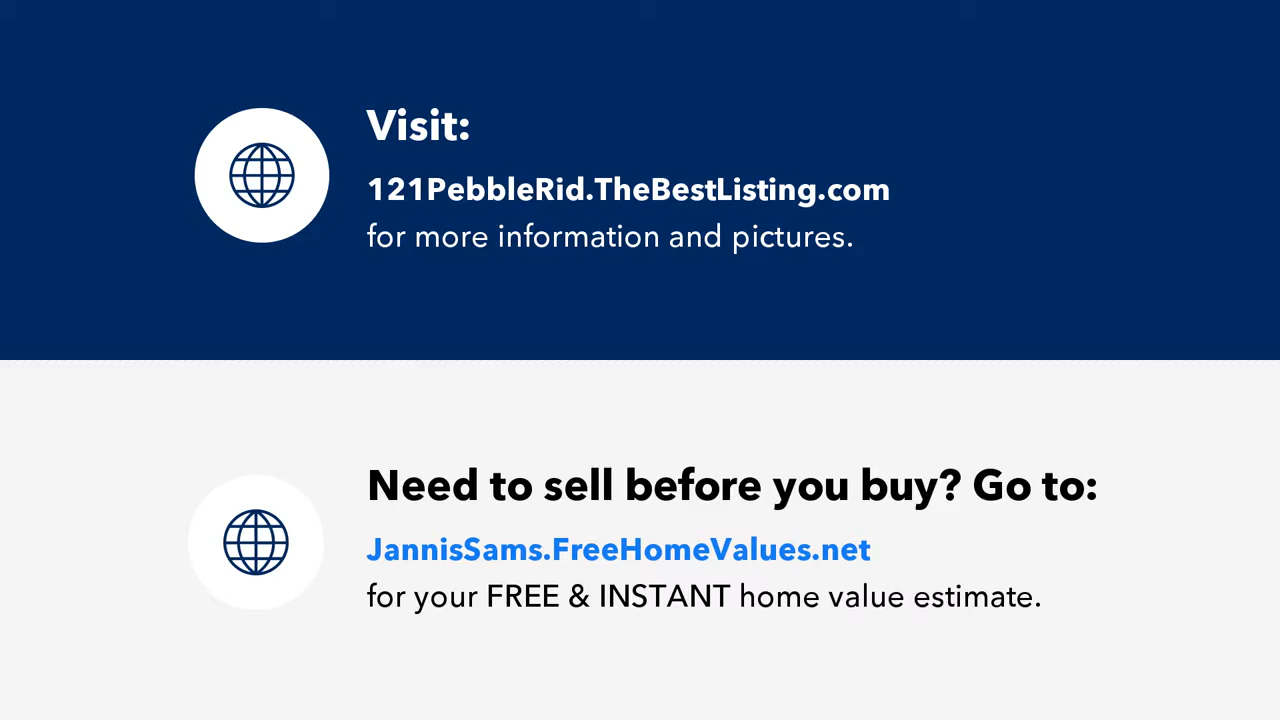 Visit:
121PebbleRid.TheBestListing.com
for more information and pictures.
Need to sell before you buy? Go to:
JannisSams.FreeHomeValues.net
for your FREE & INSTANT home value estimate.